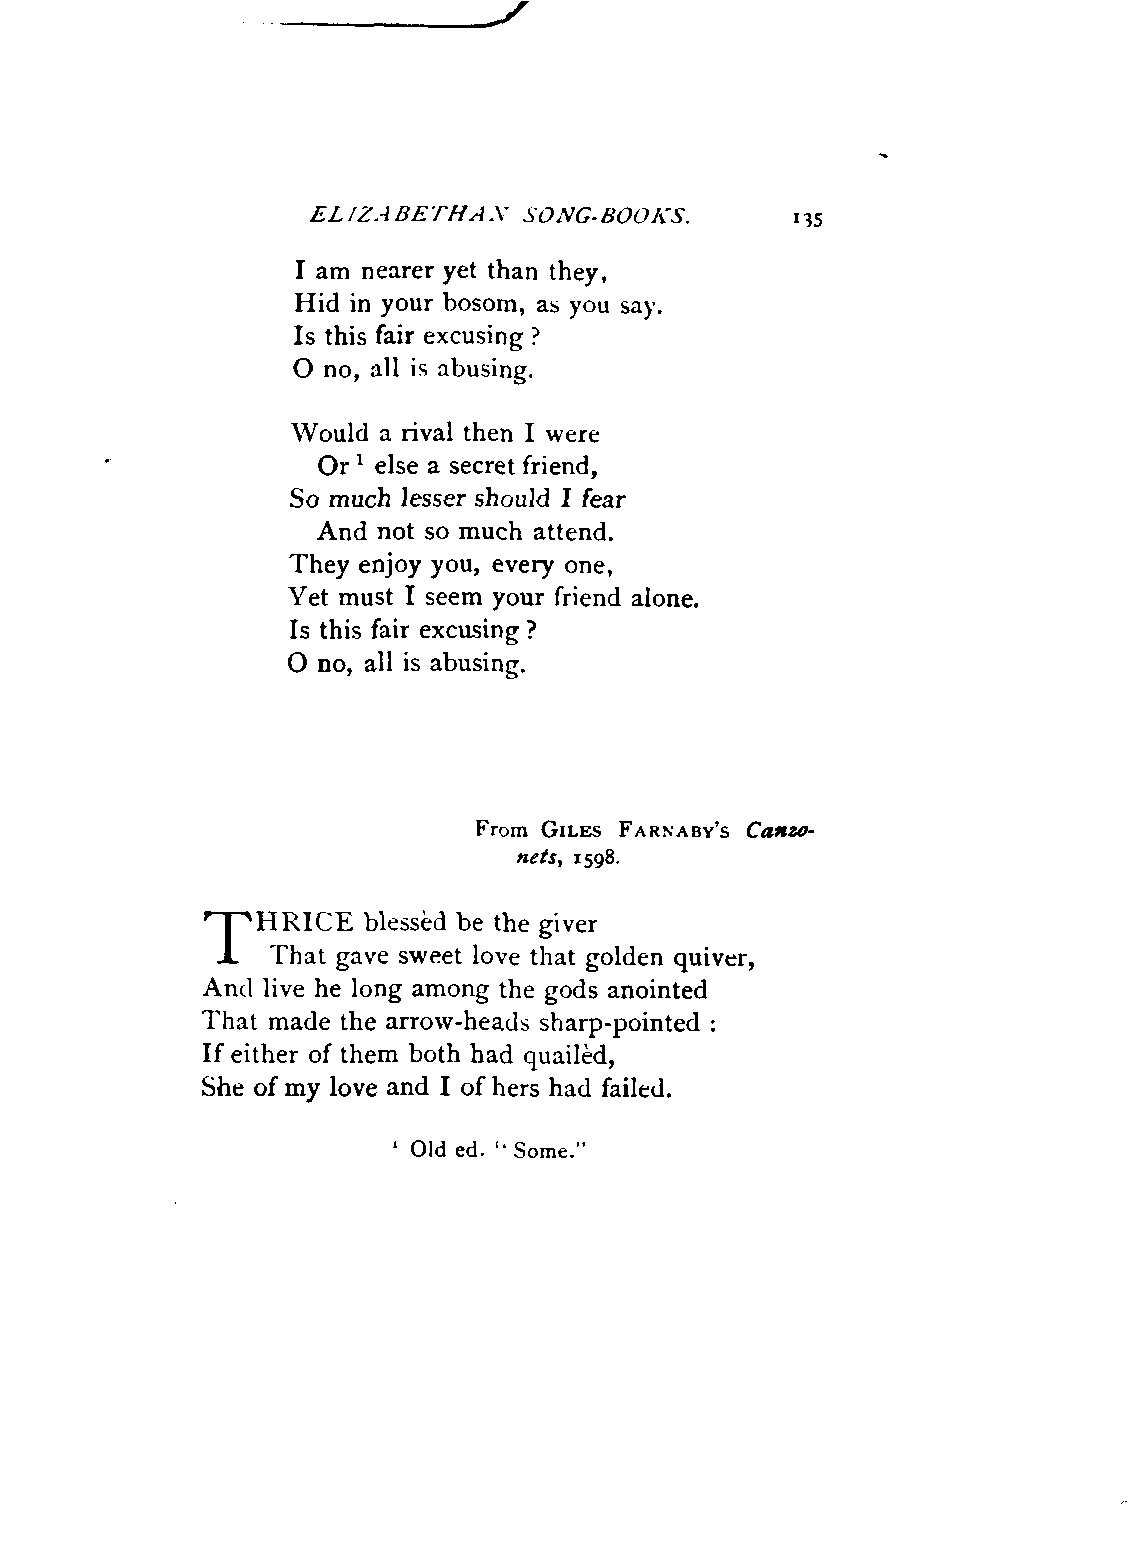 ELIZABETHAN SONG-BOOKS. 135
I am nearer yet than they,
Hid in your bosom, as you say.
Is this fair excusing ?
O no, all is abusing.
Would a rival then I were
Or ¹ else a secret friend,
So much lesser should I fear
And not so much attend.
They enjoy you, every one,
Yet must I seem your friend alone.
Is this fair excusing ?
O no, all is abusing.
From GILES FARNABY'S Canzo-
nets, 1598.
THRICE blessèd be the giver
That gave sweet love that golden quiver,
And live he long among the gods anointed
That made the arrow-heads sharp-pointed :
If either of them both had quailèd,
She of my love and I of hers had failed.
¹ Old ed. "Some."